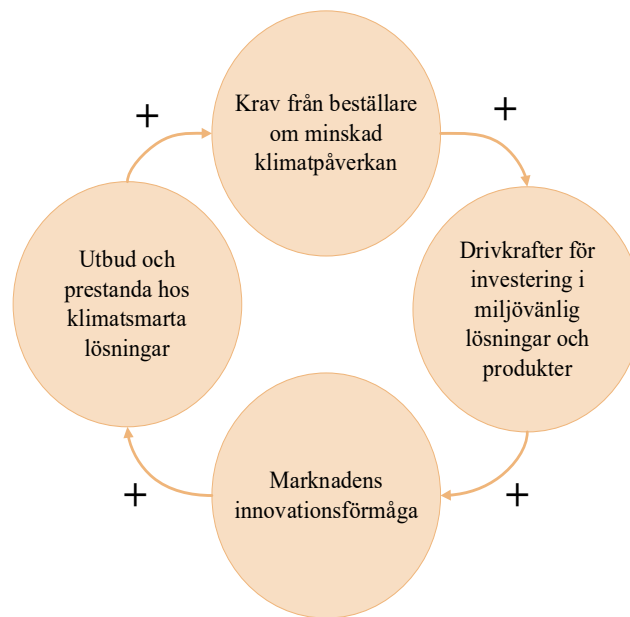 Krav från beställare
om minskad
klimatpåverkan
+
Drivkrafter för
investering i
miljövänlig
lösningar och
produkter
+
Marknadens
innovationsförmåga
+
Utbud och
prestanda hos
klimatsmarta
lösningar
+